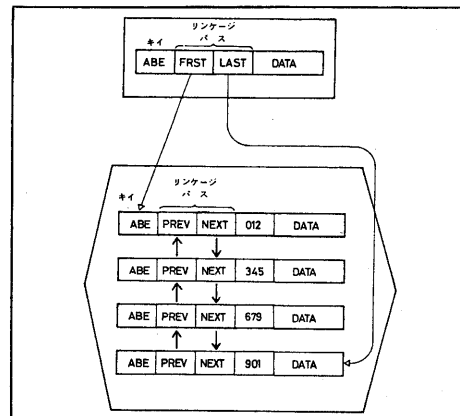 リンケージ
キイ パス
ABE FRST LAST DATA
リンケージ
キイ パス
ABE PREV NEXT 012 DATA
ABE PREV NEXT 345 DATA
ABE PREV NEXT 679 DATA
ABE PREV NEXT 901 DATA